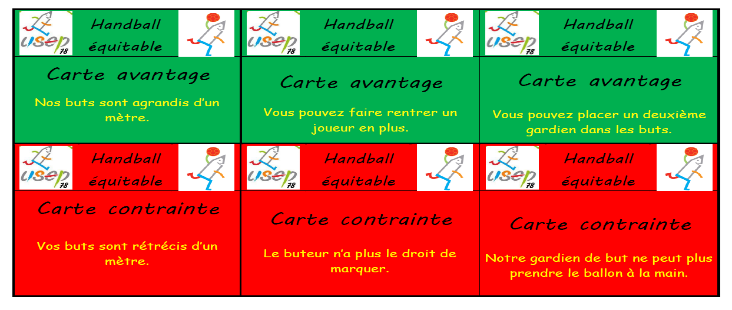 usep 78
Handball
équitable
Carte avantage
Nos buts sont agrandis d'un
mètre.
usep 78
Handball
équitable
Carte avantage
Vous pouvez faire rentrer un
joueur en plus.
usep 78
Handball
équitable
Carte avantage
Vous pouvez placer un deuxième
gardien dans les buts.
usep 78
Handball
équitable
Carte contrainte
Vos buts sont rétrécis d'un
mètre.
usep 78
Handball
équitable
Carte contrainte
Le buteur n'a plus le droit de
marquer.
usep 78
Handball
équitable
Carte contrainte
Notre gardien de but ne peut plus
prendre le ballon à la main.